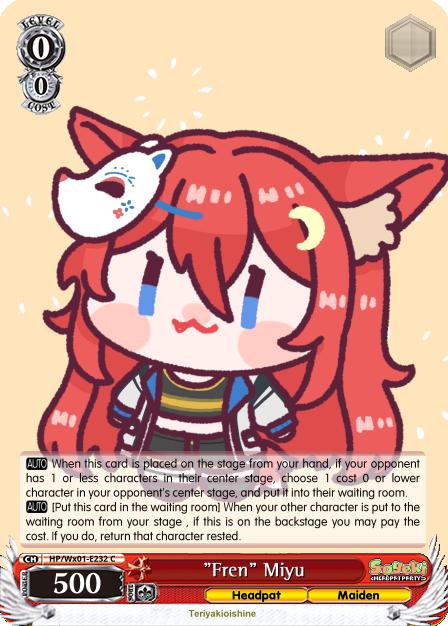 LEVEL
0
0
COST
AUTO When this card is placed on the stage from your hand, if your opponent
has 1 or less characters in their center stage, choose 1 cost 0 or lower
character in your opponent's center stage, and put it into their waiting room.
AUTO [Put this card in the waiting room] When your other character is put to the
waiting room from stage , if this is on the backstage you may pay the
cost. If you do, return that character rested.
CH HP/Wx01-E232 C
POWER 500 SOUL
"Fren" Miyu
Headpat Maiden
HEADPATPARTY
Teriyakioishine